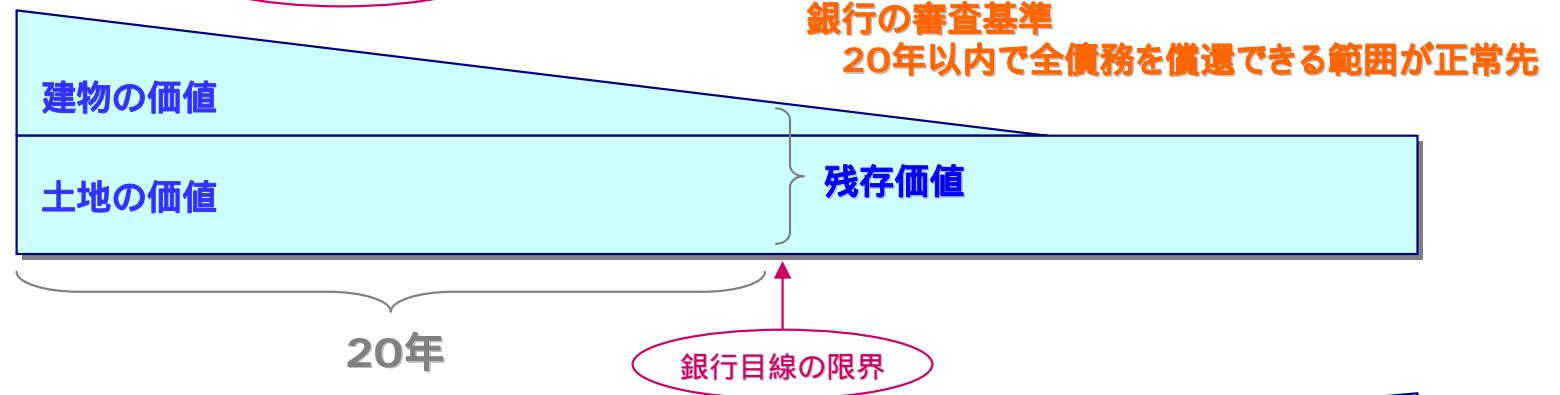 銀行の審査基準
20年以内で全債務を償還できる範囲が正常先
建物の価値
土地の価値
残存価値
20年
銀行目線の限界